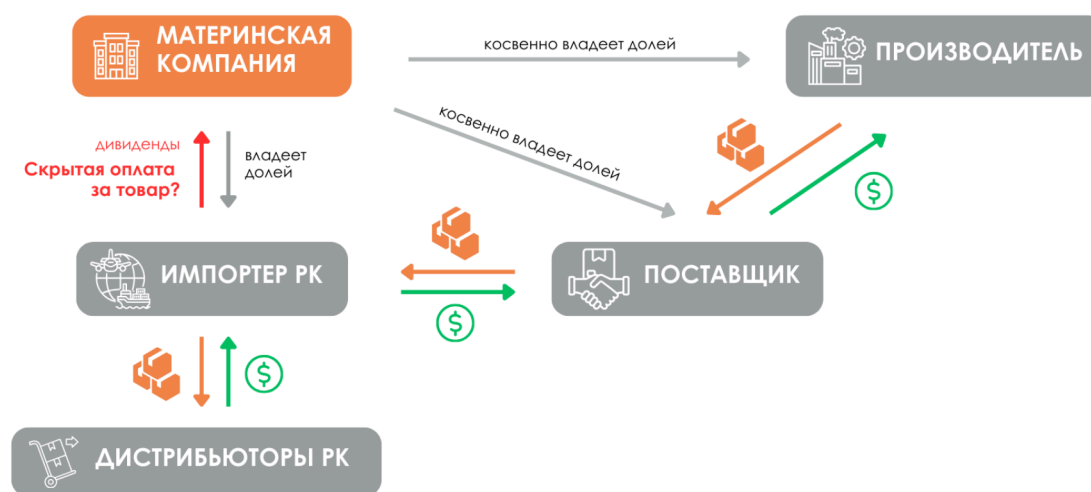 МАТЕРИНСКАЯ
КОМПАНИЯ
косвенно владеет долей
ПРОИЗВОДИТЕЛЬ
косвенно владеет долей
дивиденды
Скрытая оплата
за товар?
владеет
долей
$
ИМПОРТЕР РК
ПОСТАВЩИК
$
$
ДИСТРИБЬЮТОРЫ РК